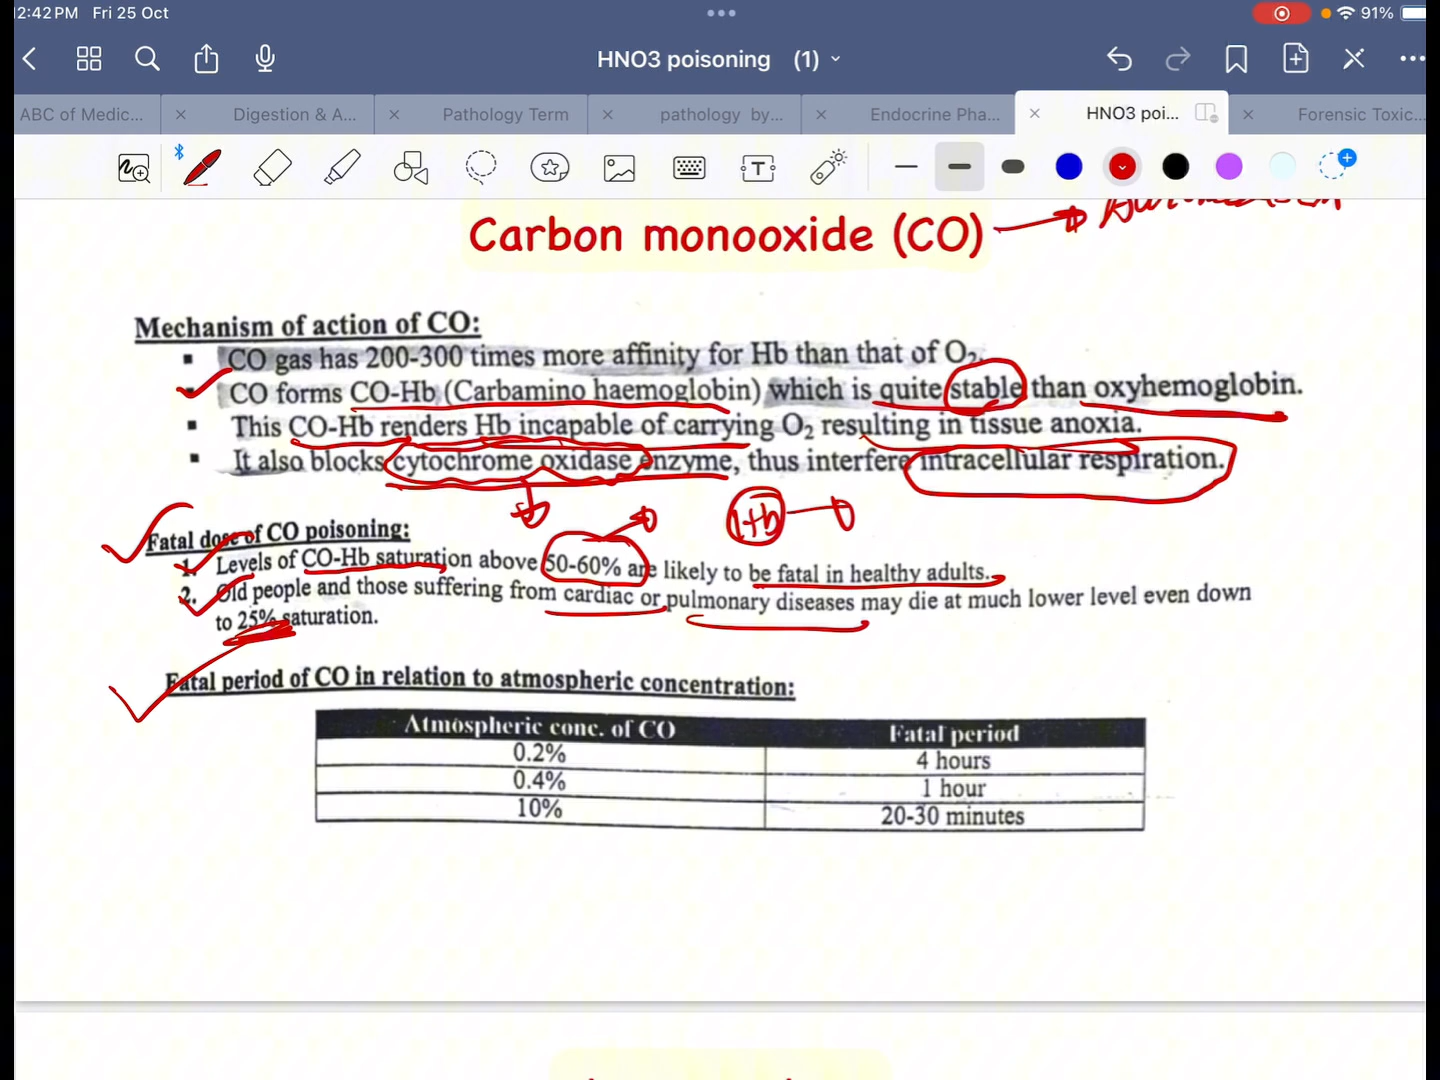 12:42 PM Fri 25 Oct
91%
HNO3 poisoning (1)
ABC of Medic...
Digestion & A...
Pathology Term
pathology by...
Endocrine Pha...
HNO3 poi...
Forensic Toxic...
Carbon monooxide (CO)
Mechanism of action of CO:
▪ CO gas has 200-300 times more affinity for Hb than that of O₂.
▪ CO forms CO-Hb (Carbamino haemoglobin) which is quite stable than oxyhemoglobin.
▪ This CO-Hb renders Hb incapable of carrying O₂ resulting in tissue anoxia.
▪ It also blocks cytochrome oxidase enzyme, thus interfere intracellular respiration.
Hb
Fatal dose of CO poisoning:
1. Levels of CO-Hb saturation above 50-60% are likely to be fatal in healthy adults.
2. Old people and those suffering from cardiac or pulmonary diseases may die at much lower level even down
to 25% saturation.
Fatal period of CO in relation to atmospheric concentration:
Atmospheric conc. of CO Fatal period
0.2% 4 hours
0.4% 1 hour
10% 20-30 minutes